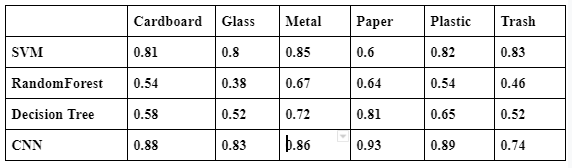 Cardboard Glass Metal Paper Plastic Trash
SVM 0.81 0.8 0.85 0.6 0.82 0.83
RandomForest 0.54 0.38 0.67 0.64 0.54 0.46
Decision Tree 0.58 0.52 0.72 0.81 0.65 0.52
CNN 0.88 0.83 0.86 0.93 0.89 0.74